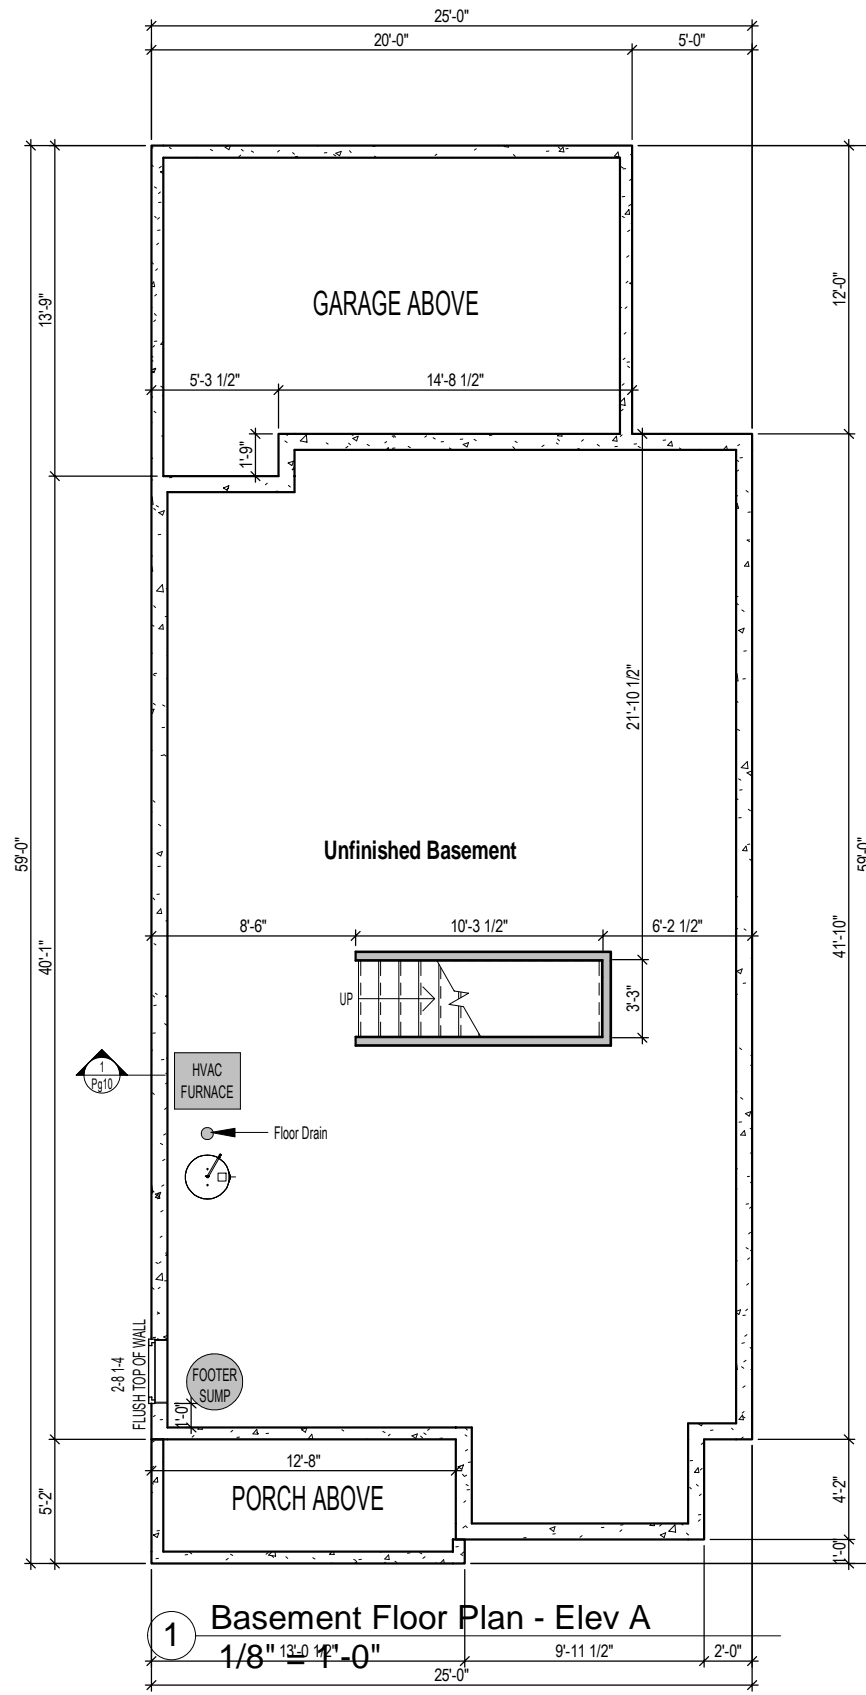 25'-0"
20'-0"
5'-0"
13'-9"
12'-0"
GARAGE ABOVE
5'-3 1/2"
14'-8 1/2"
1'-9"
21'-10 1/2"
59'-0"
Unfinished Basement
59'-0"
8'-6"
10'-3 1/2"
6'-2 1/2"
40'-1"
41'-10"
UP
3'-3"
1
Pg10
HVAC
FURNACE
Floor Drain
2-8 1-4
FLUSH TOP OF WALL
FOOTER
SUMP
1'-0"
12'-8"
5'-2"
PORCH ABOVE
4'-2"
1'-0"
1
Basement Floor Plan - Elev A
1/8" = 1'-0"
13'-0 1/2"
9'-11 1/2"
2'-0"
25'-0"